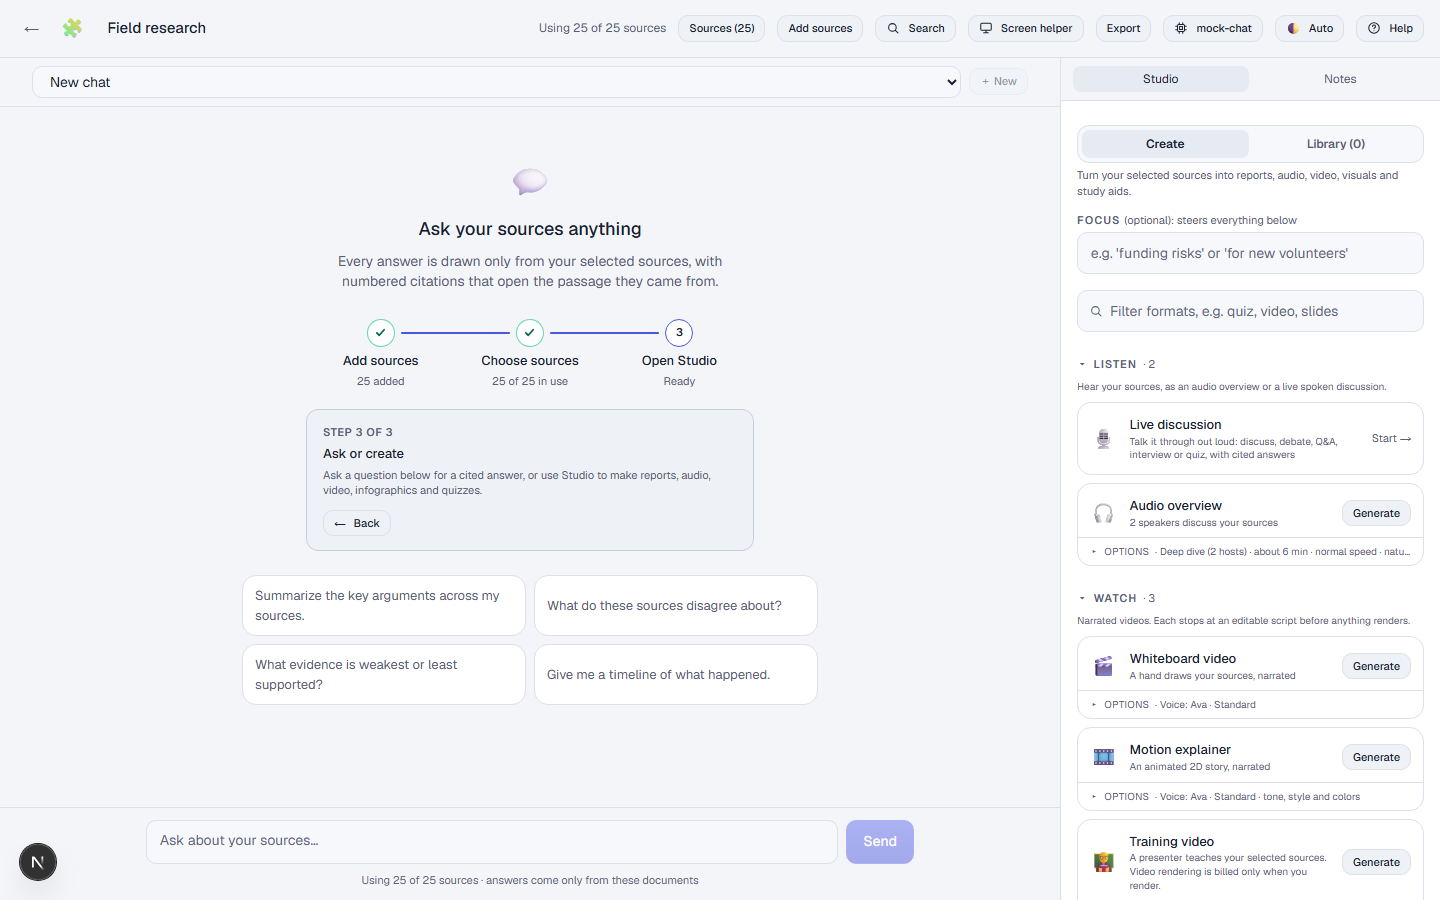 ← Field research
Using 25 of 25 sources
Sources (25)
Add sources
Search
Screen helper
Export
mock-chat
Auto
Help
New chat
+ New
Ask your sources anything
Every answer is drawn only from your selected sources, with
numbered citations that open the passage they came from.
3
Add sources
Choose sources
Open Studio
25 added
25 of 25 in use
Ready
STEP 3 OF 3
Ask or create
Ask a question below for a cited answer, or use Studio to make reports, audio,
video, infographics and quizzes.
← Back
Summarize the key arguments across my
sources.
What do these sources disagree about?
What evidence is weakest or least
supported?
Give me a timeline of what happened.
Ask about your sources...
Send
Using 25 of 25 sources · answers come only from these documents
N
Studio
Notes
Create
Library (0)
Turn your selected sources into reports, audio, video, visuals and
study aids.
FOCUS (optional): steers everything below
e.g. 'funding risks' or 'for new volunteers'
Filter formats, e.g. quiz, video, slides
LISTEN · 2
Hear your sources, as an audio overview or a live spoken discussion.
Live discussion
Talk it through out loud: discuss, debate, Q&A,
interview or quiz, with cited answers
Start →
Audio overview
2 speakers discuss your sources
Generate
OPTIONS · Deep dive (2 hosts) · about 6 min · normal speed · natu...
WATCH · 3
Narrated videos. Each stops at an editable script before anything renders.
Whiteboard video
A hand draws your sources, narrated
Generate
OPTIONS · Voice: Ava · Standard
Motion explainer
An animated 2D story, narrated
Generate
OPTIONS · Voice: Ava · Standard · tone, style and colors
Training video
A presenter teaches your selected sources.
Video rendering is billed only when you
render.
Generate